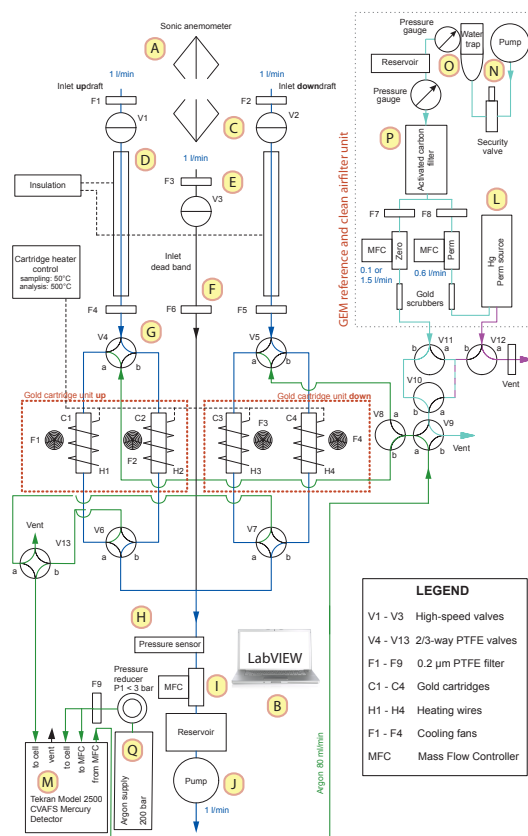 Sonic anemometer
A
1 l/min
1 l/min
Inlet updraft
Inlet downdraft
F1
F2
V1
C
V2
D
1 l/min
E
F3
V3
Insulation
Inlet
dead band
Cartridge heater
control
sampling: 50°C
analysis: 500°C
F
F4
F6
F5
V4
G
V5
a
b
a
b
Gold cartridge unit up
Gold cartridge unit down
C1
C2
C3
C4
F1
F2
F3
F4
H1
H2
H3
H4
V8
a
b
Vent
V13
a
b
V6
a
b
V7
a
b
H
Pressure sensor
LabVIEW
B
Pressure
reducer
P1 < 3 bar
F9
MFC
I
Reservoir
Q
Pump
J
1 l/min
to cell
vent
to cell
to MFC
from MFC
M
Tekran Model 2500
CVAFS Mercury
Detector
Argon supply
200 bar
Argon 80 ml/min
GEM reference and clean airfilter unit
Pressure
gauge
Water
trap
Pump
O
N
Reservoir
Pressure
gauge
Security
valve
P
Activated carbon
filter
L
F7
F8
MFC
Zero
MFC
Perm
Hg
Perm source
0.1 or
1.5 l/min
0.6 l/min
Gold
scrubbers
V11
a
b
V12
a
b
Vent
V10
a
b
V9
a
b
Vent
LEGEND
V1 - V3 High-speed valves
V4 - V13 2/3-way PTFE valves
F1 - F9 0.2 µm PTFE filter
C1 - C4 Gold cartridges
H1 - H4 Heating wires
F1 - F4 Cooling fans
MFC Mass Flow Controller